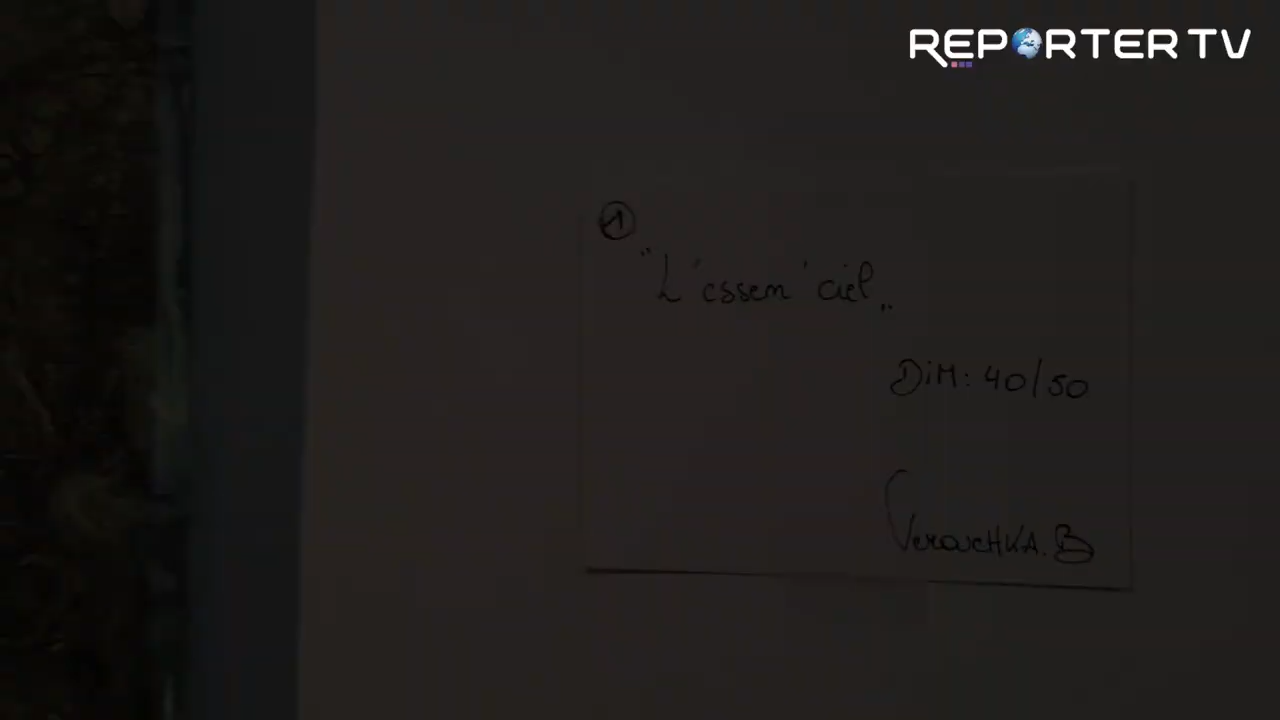 REPORTER TV
1
"L'essen'ciel"
DiM: 40/50
VerouCHKA.B